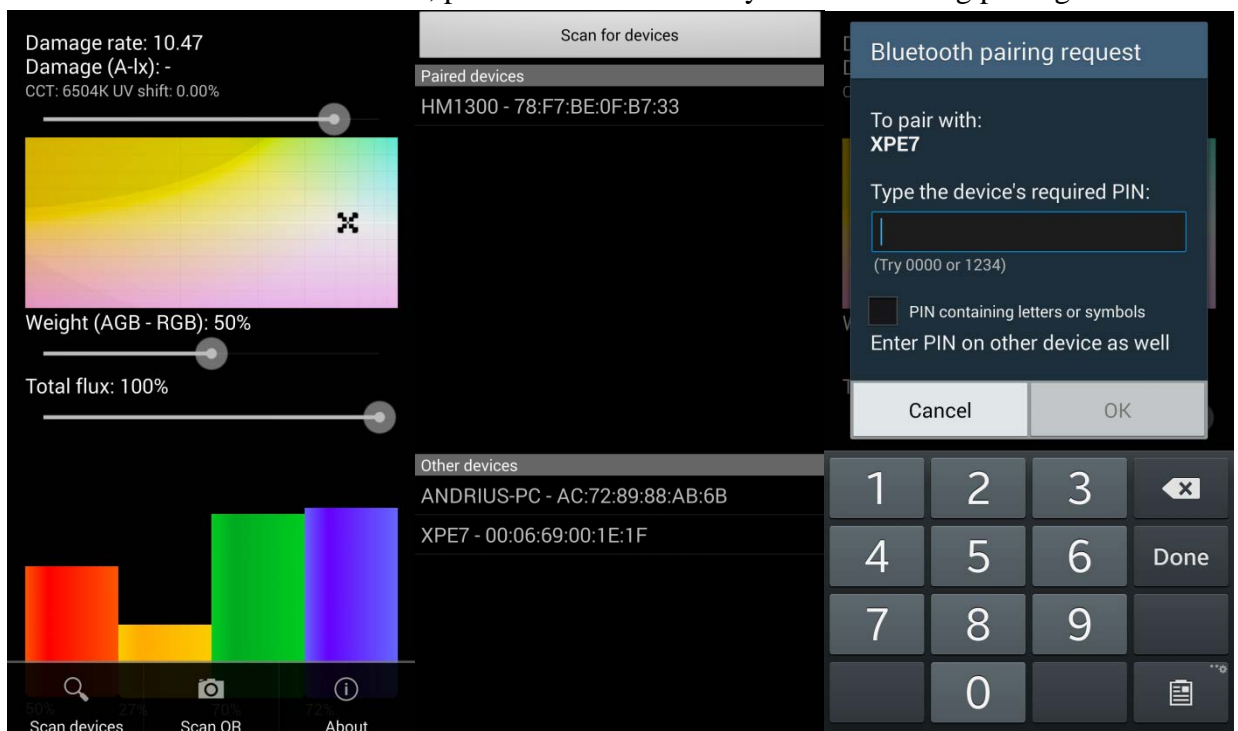 Damage rate: 10.47
Damage (A-lx): -
CCT: 6504K UV shift: 0.00%
Weight (AGB - RGB): 50%
Total flux: 100%
50% 27% 70% 72%
Scan devices Scan QR About
Scan for devices
Paired devices
HM1300 - 78:F7:BE:0F:B7:33
Other devices
ANDRIUS-PC - AC:72:89:88:AB:6B
XPE7 - 00:06:69:00:1E:1F
Bluetooth pairing request
To pair with:
XPE7
Type the device's required PIN:
(Try 0000 or 1234)
PIN containing letters or symbols
Enter PIN on other device as well
Cancel OK
1 2 3
4 5 6 Done
7 8 9
0